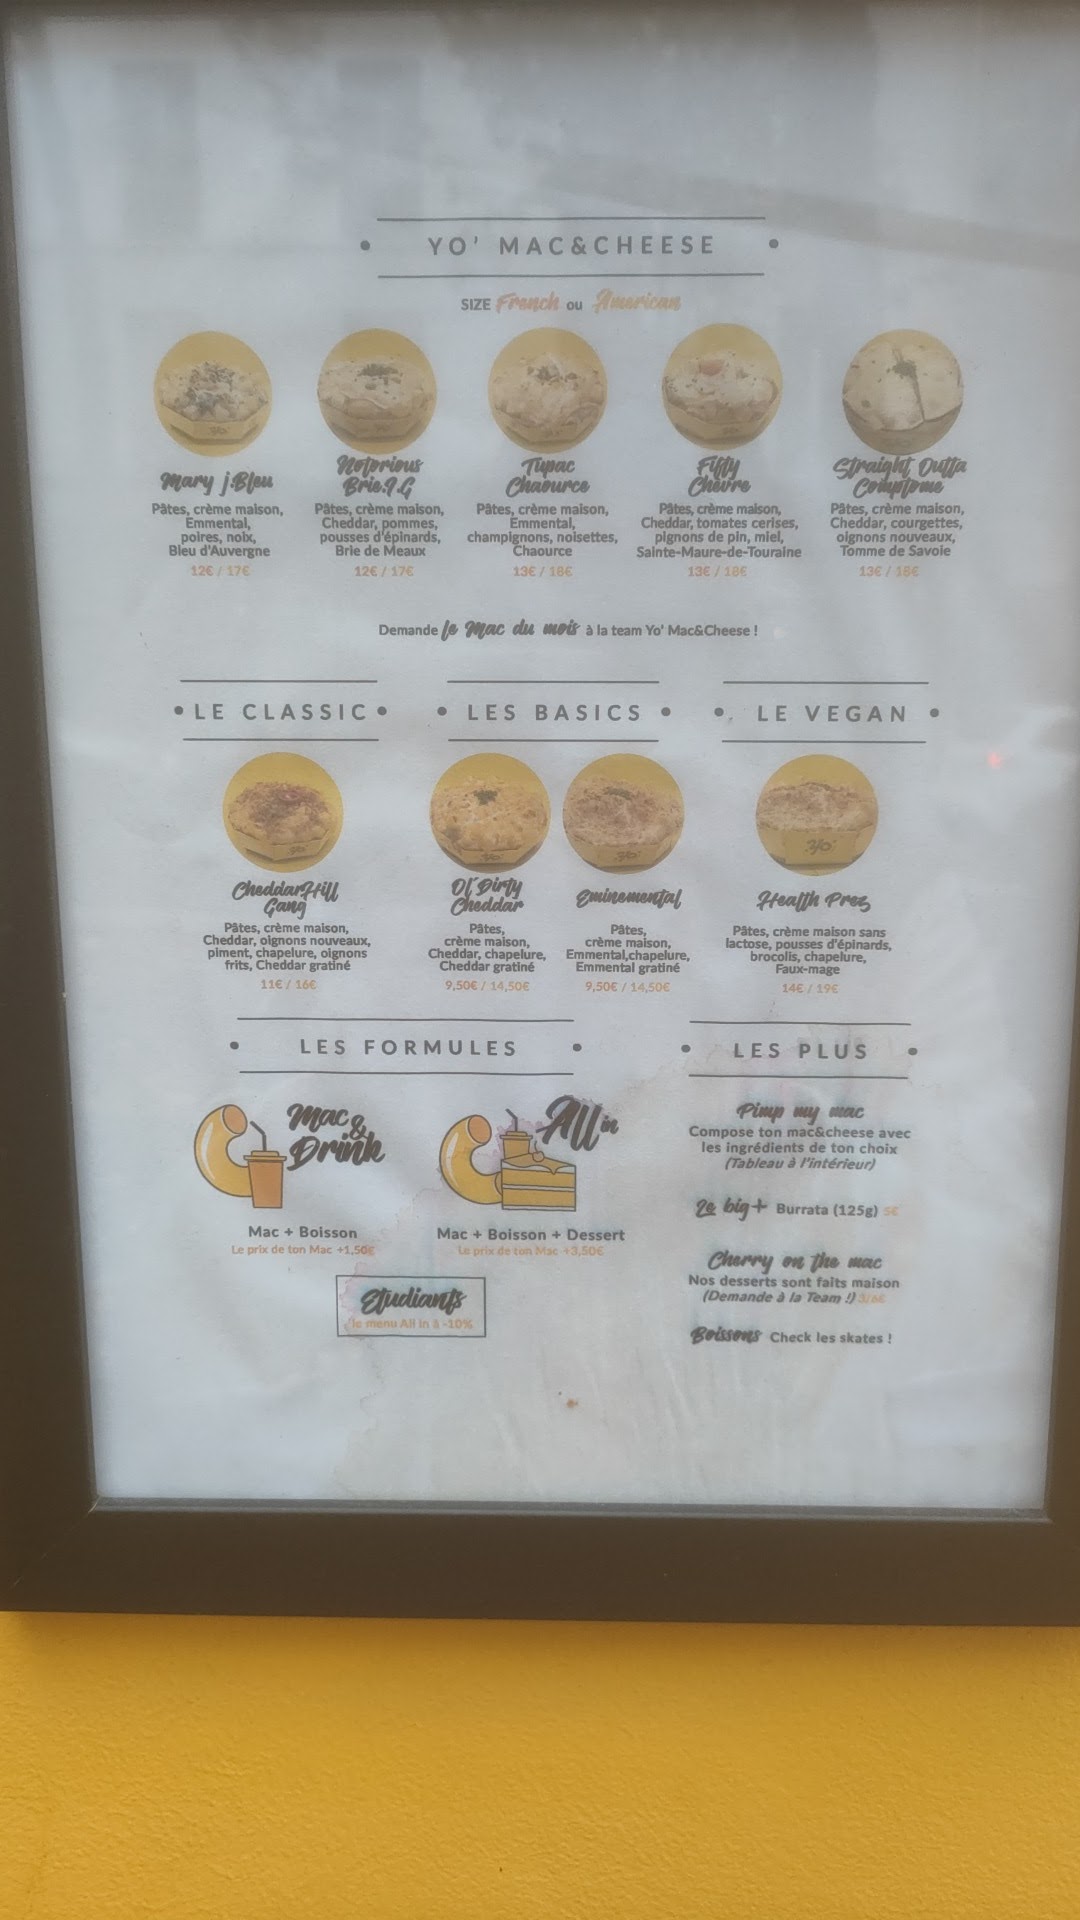 YO' MAC&CHEESE
SIZE French ou American
Mary J.Bleu
Pâtes, crème maison,
Emmental,
poires, noix,
Bleu d'Auvergne
12€ / 17€
Notorious
Brie.I.G
Pâtes, crème maison,
Cheddar, pommes,
pousses d'épinards,
Brie de Meaux
12€ / 17€
Tupac
Chaource
Pâtes, crème maison,
Emmental,
champignons, noisettes,
Chaource
13€ / 18€
Fifty
Chèvre
Pâtes, crème maison,
Cheddar, tomates cerises,
pignons de pin, miel,
Sainte-Maure-de-Touraine
13€ / 18€
Straight Outta
Comptome
Pâtes, crème maison,
Cheddar, courgettes,
oignons nouveaux,
Tomme de Savoie
13€ / 18€
Demande le Mac du mois à la team Yo' Mac&Cheese !
LE CLASSIC
CheddarHill
Gang
Pâtes, crème maison,
Cheddar, oignons nouveaux,
piment, chapelure, oignons
frits, Cheddar gratiné
11€ / 16€
LES BASICS
Ol'Dirty
Cheddar
Pâtes,
crème maison,
Cheddar, chapelure,
Cheddar gratiné
9,50€ / 14,50€
Eminemental
Pâtes,
crème maison,
Emmental,chapelure,
Emmental gratiné
9,50€ / 14,50€
LE VEGAN
Health Prez
Pâtes, crème maison sans
lactose, pousses d'épinards,
brocolis, chapelure,
Faux-mage
14€ / 19€
LES FORMULES
Mac
&
Drink
Mac + Boisson
Le prix de ton Mac +1,50€
All in
Mac + Boisson + Dessert
Le prix de ton Mac +3,50€
Etudiants
le menu All in à -10%
LES PLUS
Pimp my mac
Compose ton mac&cheese avec
les ingrédients de ton choix
(Tableau à l'intérieur)
Le big+ Burrata (125g) 5€
Cherry on the mac
Nos desserts sont faits maison
(Demande à la Team !) 3/6€
Boissons Check les skates !